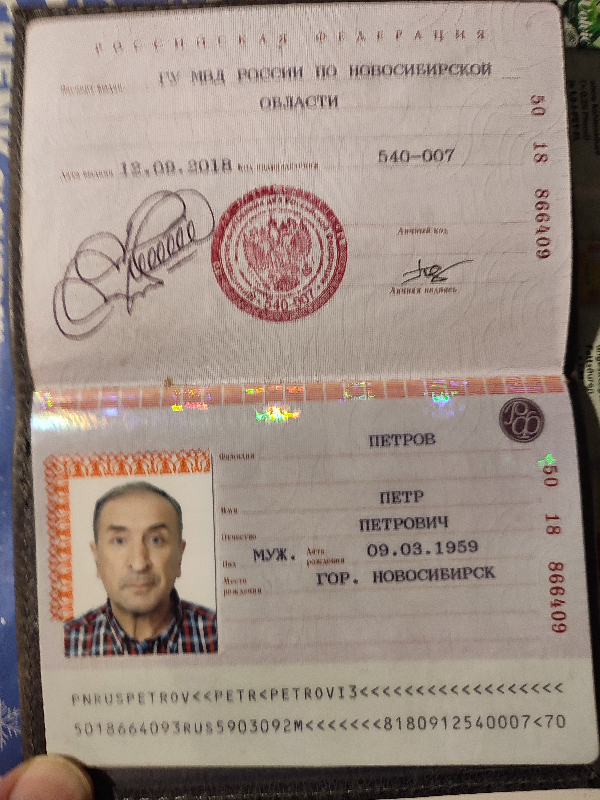 РОССИЙСКАЯ ФЕДЕРАЦИЯ
Паспорт выдан ГУ МВД РОССИИ ПО НОВОСИБИРСКОЙ
ОБЛАСТИ
Дата выдачи 12.09.2018 Код подразделения 540-007
Личный код
Личная подпись
540-007
50 18 866409
РФ
Фамилия ПЕТРОВ
Имя ПЕТР
Отчество ПЕТРОВИЧ
Пол МУЖ. Дата рождения 09.03.1959
Место рождения ГОР. НОВОСИБИРСК
50 18 866409
PNRUSPETROV<<PETR<PETROVI3<<<<<<<<<<<<<<<<<<
5018664093RUS5903092M<<<<<<<8180912540007<70